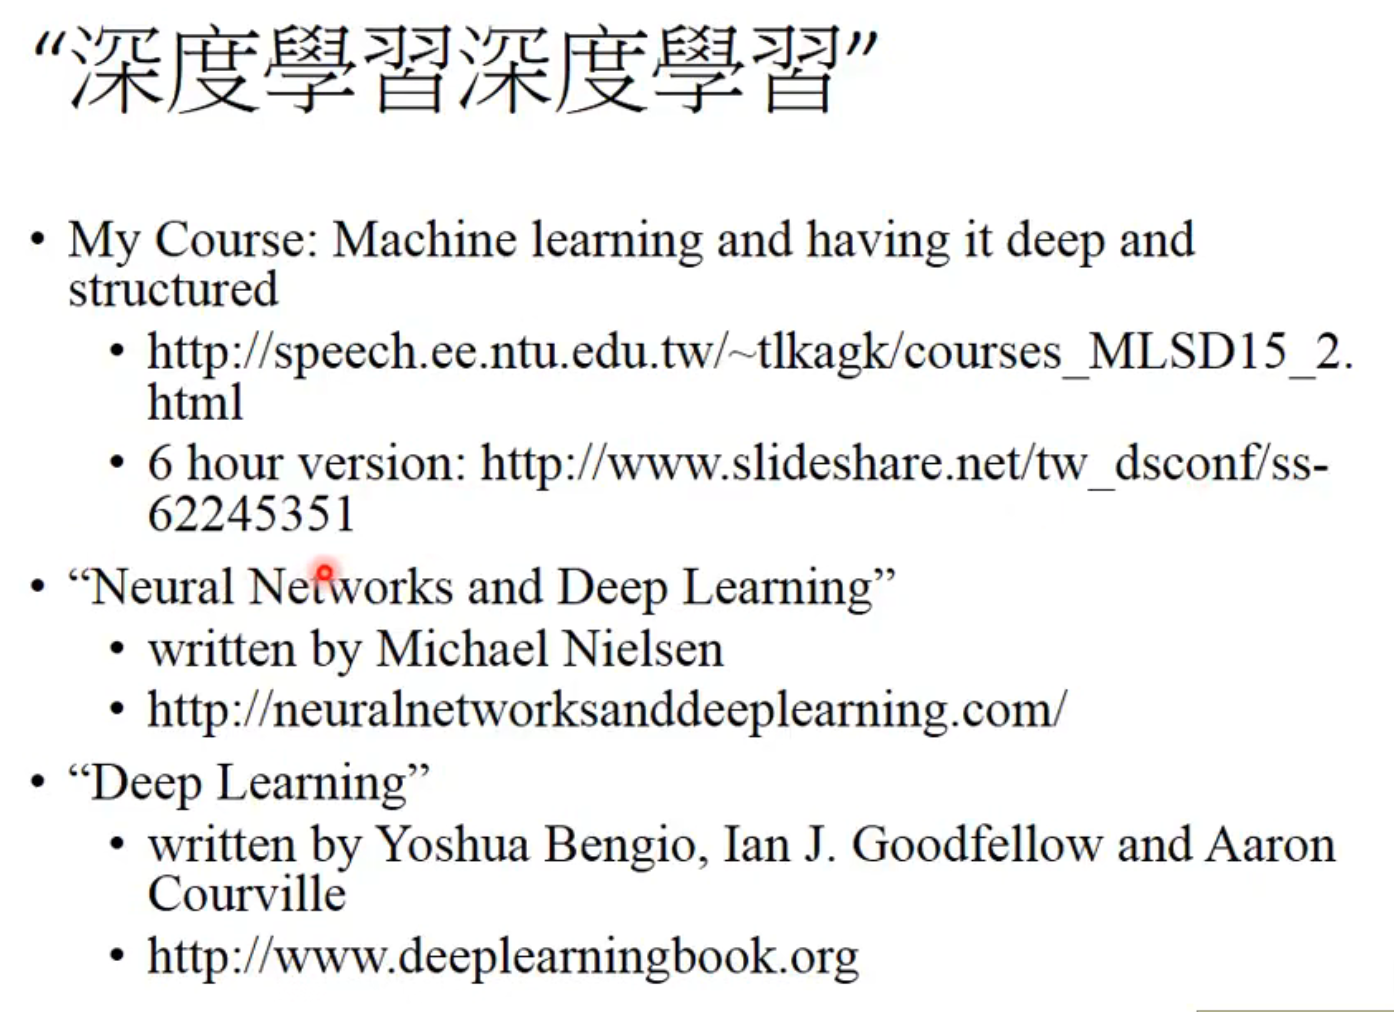 “深度學習深度學習”
• My Course: Machine learning and having it deep and
structured
• http://speech.ee.ntu.edu.tw/~tlkagk/courses_MLSD15_2.
html
• 6 hour version: http://www.slideshare.net/tw_dsconf/ss-
62245351
• “Neural Networks and Deep Learning”
• written by Michael Nielsen
• http://neuralnetworksanddeeplearning.com/
• “Deep Learning”
• written by Yoshua Bengio, Ian J. Goodfellow and Aaron
Courville
• http://www.deeplearningbook.org